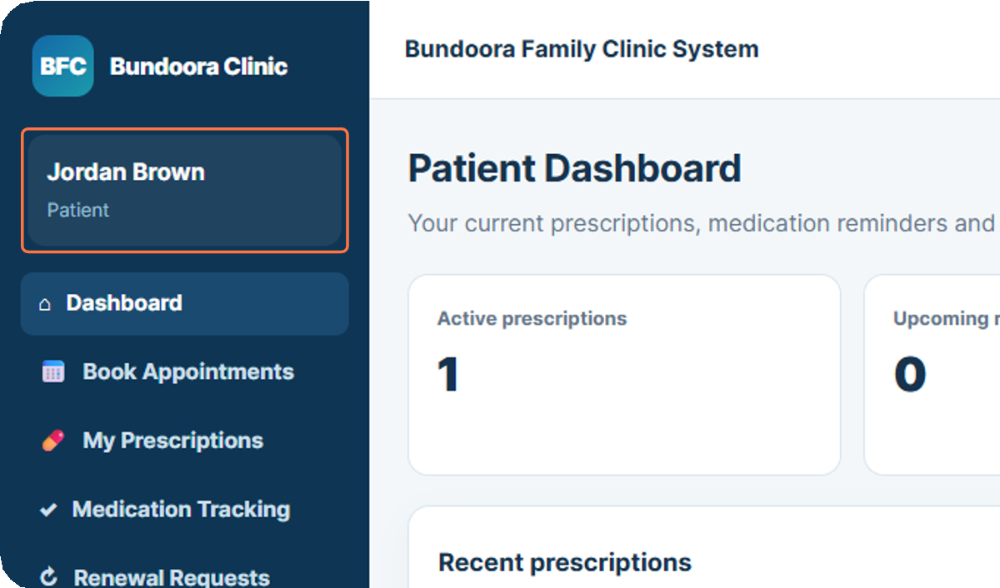 BFC Bundoora Clinic
Jordan Brown
Patient
Dashboard
Book Appointments
My Prescriptions
Medication Tracking
Renewal Requests
Bundoora Family Clinic System
Patient Dashboard
Your current prescriptions, medication reminders and
Active prescriptions
1
Upcoming
0
Recent prescriptions